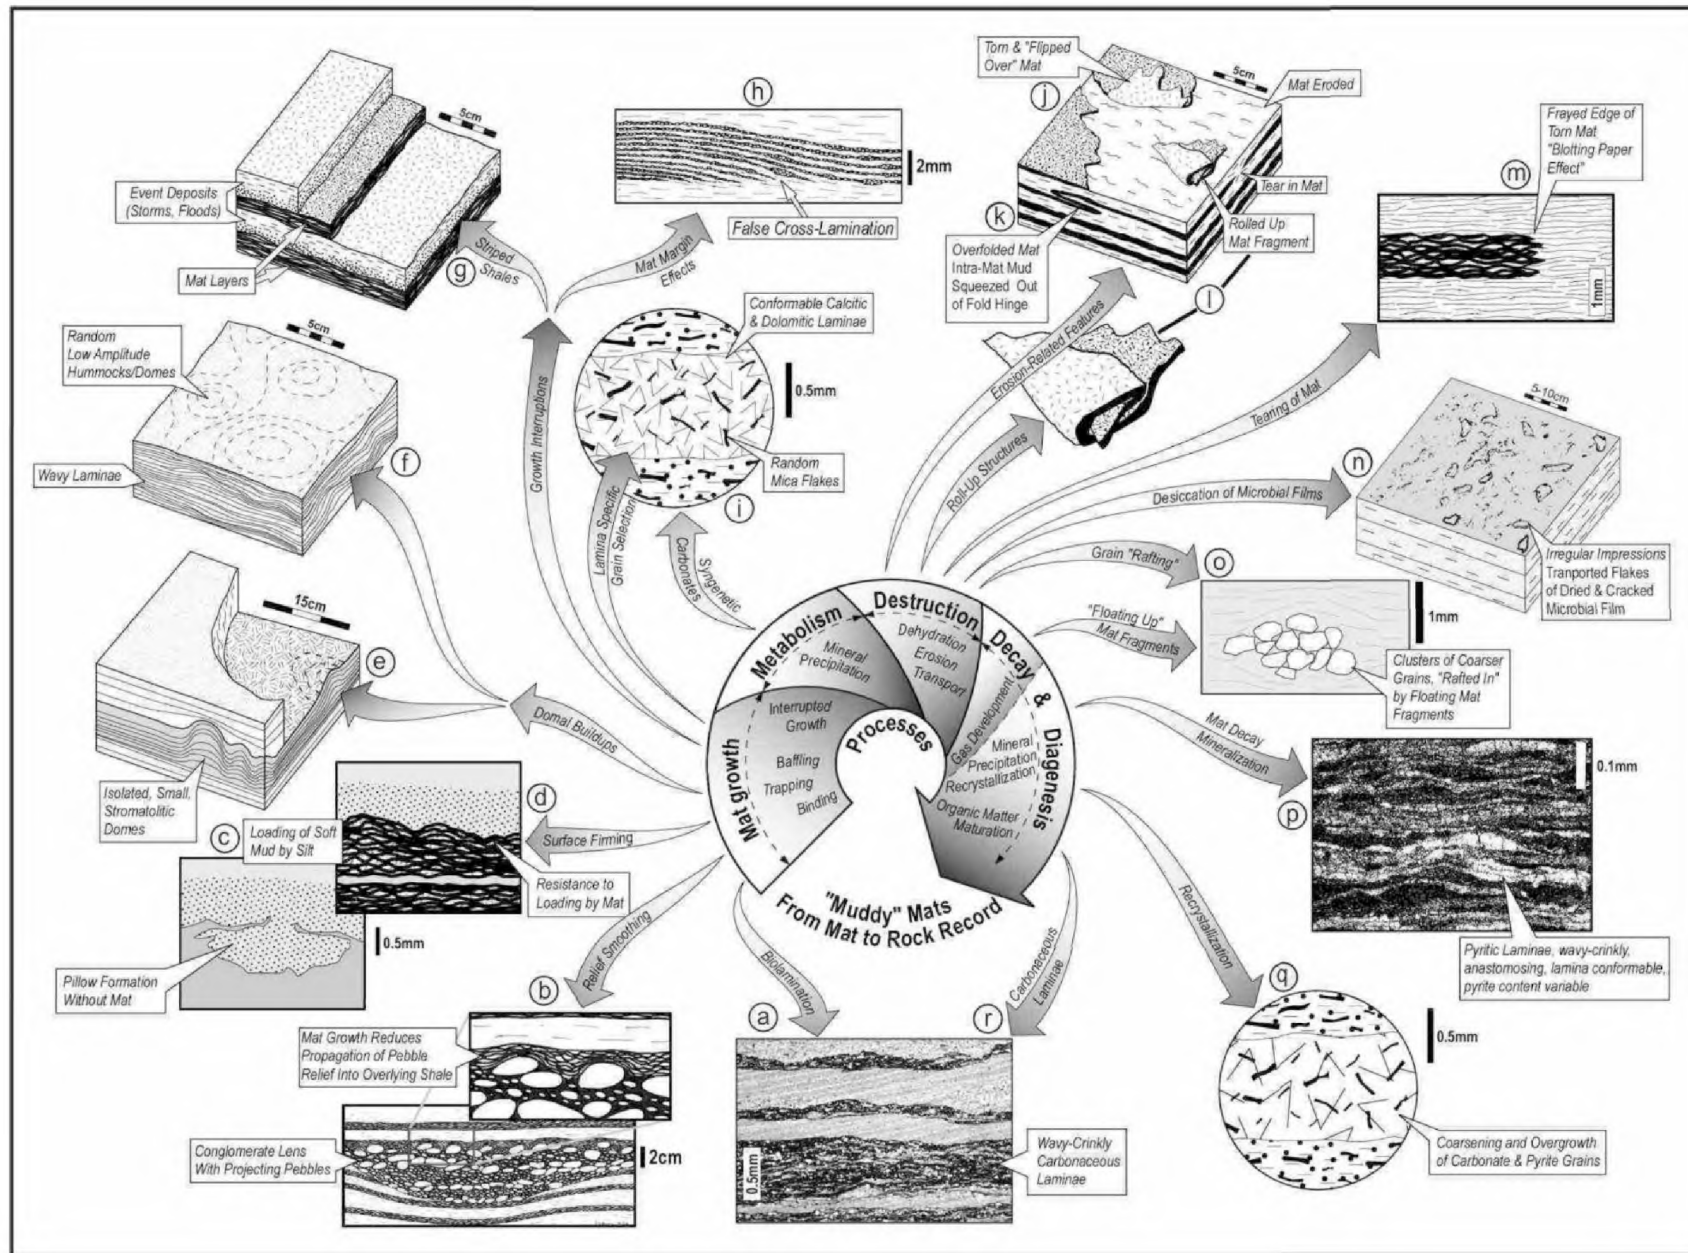 5cm
Event Deposits
(Storms, Floods)
Mat Layers
g
Striped
Shales
h
2mm
False Cross-Lamination
Mat Margin
Effects
Growth Interruptions
Random
Low Amplitude
Hummocks/Domes
5cm
Wavy Laminae
f
15cm
e
Isolated, Small,
Stromatolitic
Domes
Domal Buildups
Conformable Calcitic
& Dolomitic Laminae
0.5mm
Random
Mica Flakes
i
Lamina Specific
Grain Selection
Syngenetic
Carbonates
Torn & "Flipped
Over" Mat
j
5cm
Mat Eroded
Tear in Mat
k
Rolled Up
Mat Fragment
Overfolded Mat
Intra-Mat Mud
Squeezed Out
of Fold Hinge
l
Erosion-Related Features
Roll-Up Structures
Frayed Edge of
Torn Mat
"Blotting Paper
Effect"
m
1mm
Tearing of Mat
5-10cm
n
Desiccation of Microbial Films
Irregular Impressions
Tranported Flakes
of Dried & Cracked
Microbial Film
Grain "Rafting"
o
1mm
"Floating Up"
Mat Fragments
Clusters of Coarser
Grains, "Rafted In"
by Floating Mat
Fragments
Mat Decay
Mineralization
0.1mm
p
Pyritic Laminae, wavy-crinkly,
anastomosing, lamina conformable,
pyrite content variable
Recrystallization
q
0.5mm
Coarsening and Overgrowth
of Carbonate & Pyrite Grains
Metabolism
Mineral
Precipitation
Destruction
Dehydration
Erosion
Transport
Decay & Diagenesis
Gas Development
Mineral
Precipitation
Recrystallization
Organic Matter
Maturation
Mat growth
Interrupted
Growth
Baffling
Trapping
Binding
Processes
"Muddy" Mats
From Mat to Rock Record
c
Loading of Soft
Mud by Silt
d
Surface Firming
Resistance to
Loading by Mat
0.5mm
Pillow Formation
Without Mat
Relief Smoothing
b
Mat Growth Reduces
Propagation of Pebble
Relief Into Overlying Shale
Conglomerate Lens
With Projecting Pebbles
2cm
Biolamination
a
Carbonaceous
Laminae
r
0.5mm
Wavy-Crinkly
Carbonaceous
Laminae